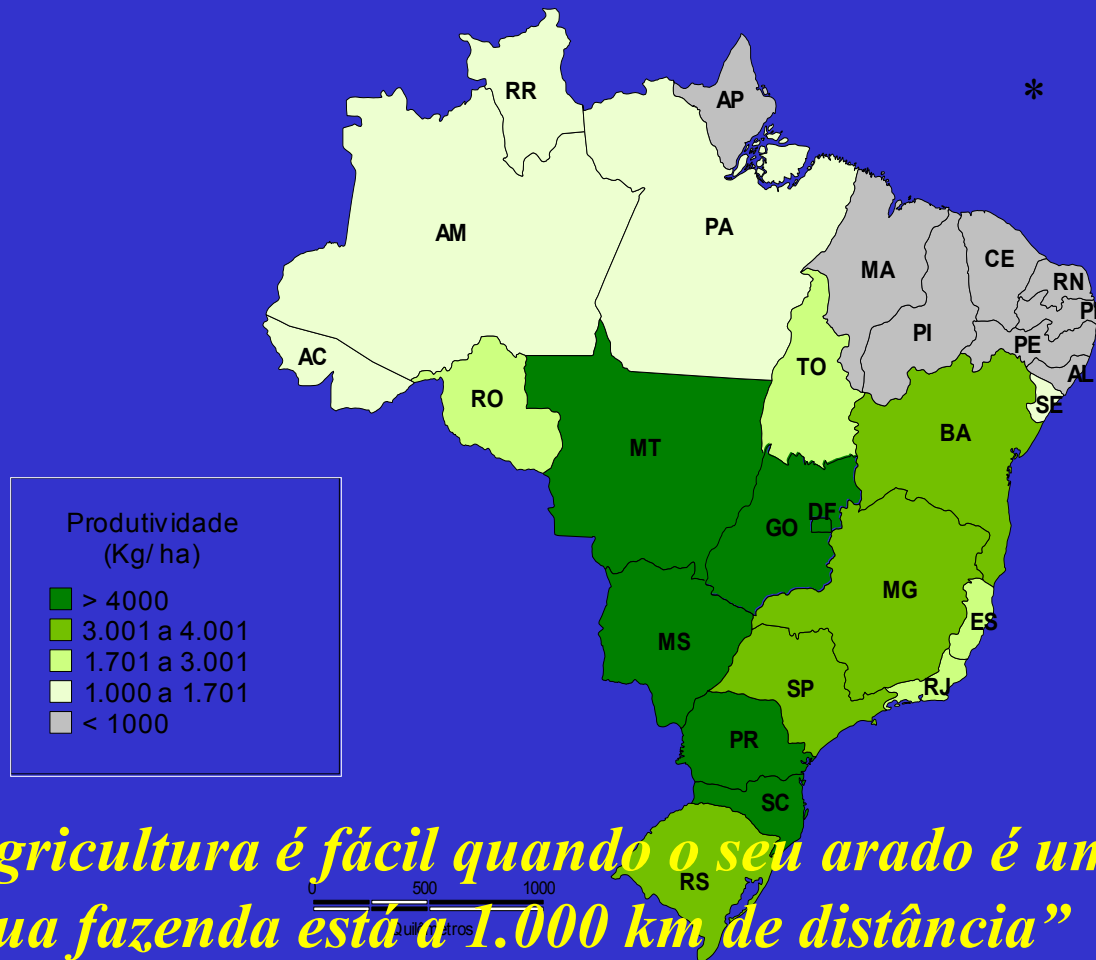 *
RR
AP
AM
PA
MA
CE
RN
PI
PE
AL
SE
AC
RO
TO
BA
MT
GO
DF
MG
ES
MS
SP
RJ
PR
SC
RS
Produtividade
(Kg/ha)
> 4000
3.001 a 4.001
1.701 a 3.001
1.000 a 1.701
< 1000
gricultura é fácil quando o seu arado é um
0 500 1000
Quilômetros
ua fazenda está a 1.000 km de distância”